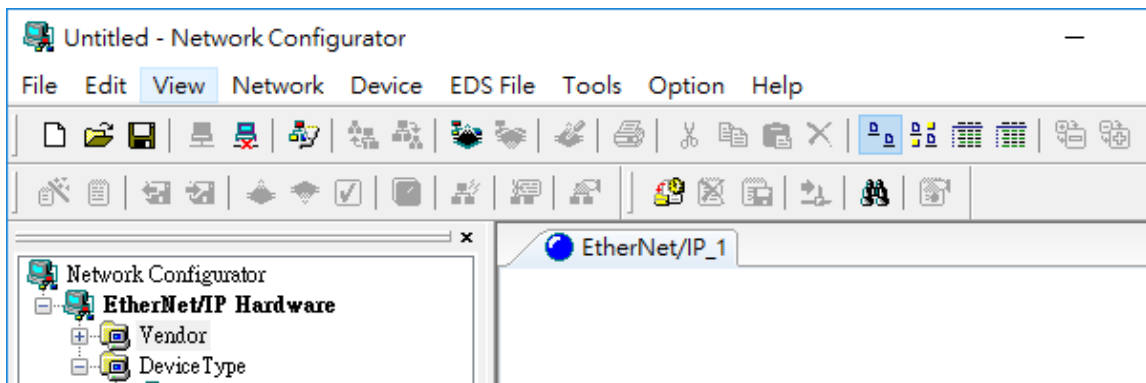 Untitled - Network Configurator
File Edit View Network Device EDS File Tools Option Help
EtherNet/IP_1
Network Configurator
EtherNet/IP Hardware
Vendor
DeviceType